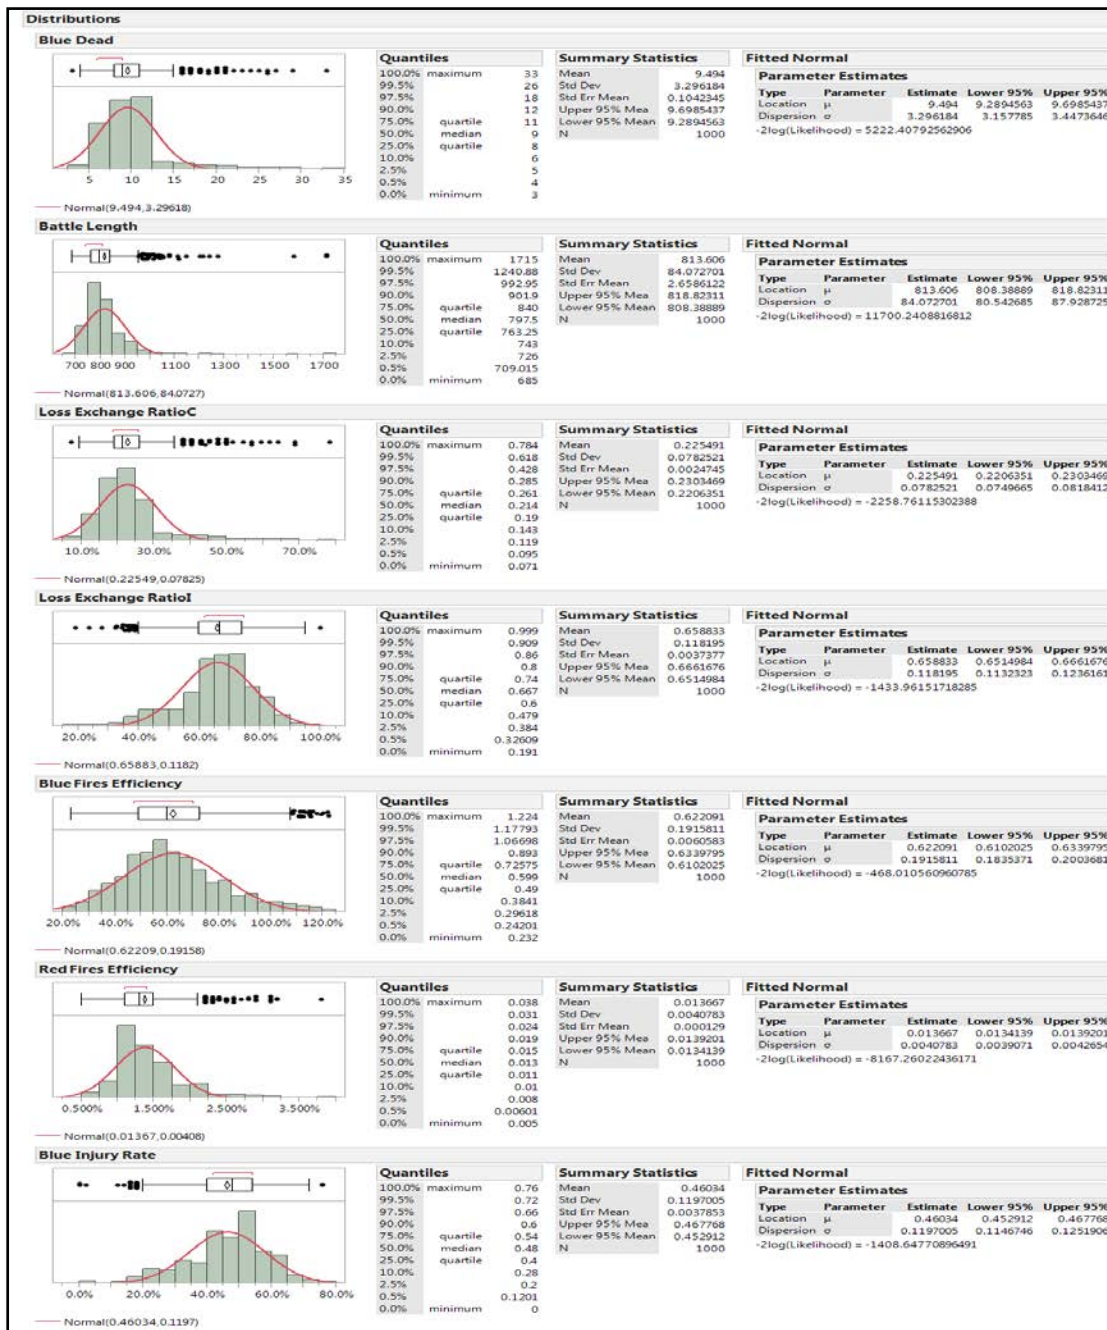 Distributions
Blue Dead
5 10 15 20 25 30 35
Normal(9.494,3.29618)
Quantiles
100.0% maximum 33
99.5% 26
97.5% 18
90.0% 12
75.0% quartile 11
50.0% median 9
25.0% quartile 8
10.0% 6
2.5% 5
0.5% 4
0.0% minimum 3
Summary Statistics
Mean 9.494
Std Dev 3.296184
Std Err Mean 0.1042345
Upper 95% Mea 9.6985437
Lower 95% Mean 9.2894563
N 1000
Fitted Normal
Parameter Estimates
Type Parameter Estimate Lower 95% Upper 95%
Location μ 9.494 9.2894563 9.6985437
Dispersion σ 3.296184 3.157785 3.4473646
-2log(Likelihood) = 5222.40792562906
Battle Length
700 800 900 1100 1300 1500 1700
Normal(813.606,84.0727)
Quantiles
100.0% maximum 1715
99.5% 1240.88
97.5% 992.95
90.0% 901.9
75.0% quartile 840
50.0% median 797.5
25.0% quartile 763.25
10.0% 743
2.5% 726
0.5% 709.015
0.0% minimum 685
Summary Statistics
Mean 813.606
Std Dev 84.072701
Std Err Mean 2.6586122
Upper 95% Mea 818.82311
Lower 95% Mean 808.38889
N 1000
Fitted Normal
Parameter Estimates
Type Parameter Estimate Lower 95% Upper 95%
Location μ 813.606 808.38889 818.82311
Dispersion σ 84.072701 80.542685 87.928725
-2log(Likelihood) = 11700.2408816812
Loss Exchange RatioC
10.0% 30.0% 50.0% 70.0%
Normal(0.22549,0.07825)
Quantiles
100.0% maximum 0.784
99.5% 0.618
97.5% 0.428
90.0% 0.285
75.0% quartile 0.261
50.0% median 0.214
25.0% quartile 0.19
10.0% 0.143
2.5% 0.119
0.5% 0.095
0.0% minimum 0.071
Summary Statistics
Mean 0.225491
Std Dev 0.0782521
Std Err Mean 0.0024745
Upper 95% Mea 0.2303469
Lower 95% Mean 0.2206351
N 1000
Fitted Normal
Parameter Estimates
Type Parameter Estimate Lower 95% Upper 95%
Location μ 0.225491 0.2206351 0.2303469
Dispersion σ 0.0782521 0.0749665 0.0818412
-2log(Likelihood) = -2258.76115302388
Loss Exchange RatioI
20.0% 40.0% 60.0% 80.0% 100.0%
Normal(0.65883,0.1182)
Quantiles
100.0% maximum 0.999
99.5% 0.909
97.5% 0.86
90.0% 0.8
75.0% quartile 0.74
50.0% median 0.667
25.0% quartile 0.6
10.0% 0.479
2.5% 0.384
0.5% 0.32609
0.0% minimum 0.191
Summary Statistics
Mean 0.658833
Std Dev 0.118195
Std Err Mean 0.0037377
Upper 95% Mea 0.6661676
Lower 95% Mean 0.6514984
N 1000
Fitted Normal
Parameter Estimates
Type Parameter Estimate Lower 95% Upper 95%
Location μ 0.658833 0.6514984 0.6661676
Dispersion σ 0.118195 0.1132323 0.1236161
-2log(Likelihood) = -1433.96151718285
Blue Fires Efficiency
20.0% 40.0% 60.0% 80.0% 100.0% 120.0%
Normal(0.62209,0.19158)
Quantiles
100.0% maximum 1.224
99.5% 1.17793
97.5% 1.06698
90.0% 0.893
75.0% quartile 0.72575
50.0% median 0.599
25.0% quartile 0.49
10.0% 0.3841
2.5% 0.29618
0.5% 0.24201
0.0% minimum 0.232
Summary Statistics
Mean 0.622091
Std Dev 0.1915811
Std Err Mean 0.0060583
Upper 95% Mea 0.6339795
Lower 95% Mean 0.6102025
N 1000
Fitted Normal
Parameter Estimates
Type Parameter Estimate Lower 95% Upper 95%
Location μ 0.622091 0.6102025 0.6339795
Dispersion σ 0.1915811 0.1835371 0.2003681
-2log(Likelihood) = -468.010560960785
Red Fires Efficiency
0.500% 1.500% 2.500% 3.500%
Normal(0.01367,0.00408)
Quantiles
100.0% maximum 0.038
99.5% 0.031
97.5% 0.024
90.0% 0.019
75.0% quartile 0.015
50.0% median 0.013
25.0% quartile 0.011
10.0% 0.01
2.5% 0.008
0.5% 0.00601
0.0% minimum 0.005
Summary Statistics
Mean 0.013667
Std Dev 0.0040783
Std Err Mean 0.000129
Upper 95% Mea 0.0139201
Lower 95% Mean 0.0134139
N 1000
Fitted Normal
Parameter Estimates
Type Parameter Estimate Lower 95% Upper 95%
Location μ 0.013667 0.0134139 0.0139201
Dispersion σ 0.0040783 0.0039071 0.0042654
-2log(Likelihood) = -8167.26022436171
Blue Injury Rate
0.0% 20.0% 40.0% 60.0% 80.0%
Normal(0.46034,0.1197)
Quantiles
100.0% maximum 0.76
99.5% 0.72
97.5% 0.66
90.0% 0.6
75.0% quartile 0.54
50.0% median 0.48
25.0% quartile 0.4
10.0% 0.28
2.5% 0.2
0.5% 0.1201
0.0% minimum 0
Summary Statistics
Mean 0.46034
Std Dev 0.1197005
Std Err Mean 0.0037853
Upper 95% Mea 0.467768
Lower 95% Mean 0.452912
N 1000
Fitted Normal
Parameter Estimates
Type Parameter Estimate Lower 95% Upper 95%
Location μ 0.46034 0.452912 0.467768
Dispersion σ 0.1197005 0.1146746 0.1251906
-2log(Likelihood) = -1408.64770896491